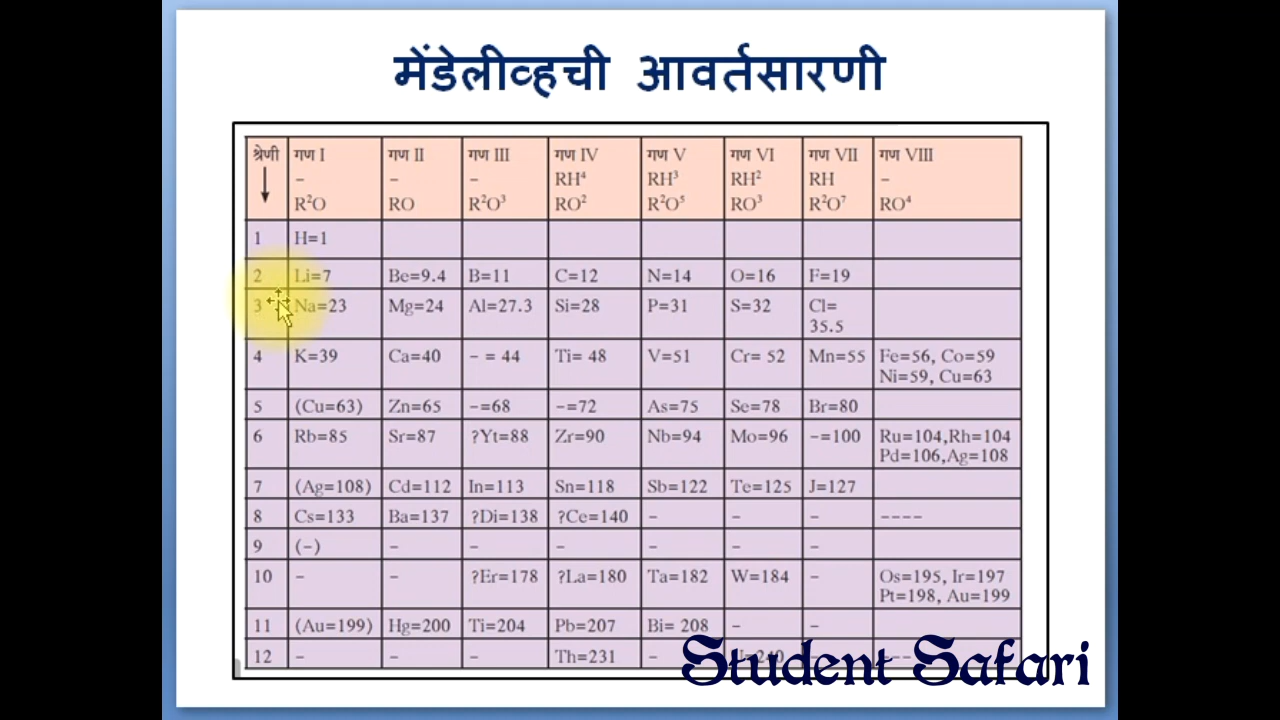 मेंडेलीव्हची आवर्तसारणी
श्रेणी गण I गण II गण III गण IV गण V गण VI गण VII गण VIII
– – – RH⁴ RH³ RH² RH –
R²O RO R²O³ RO² R²O⁵ RO³ R²O⁷ RO⁴
1 H=1
2 Li=7 Be=9.4 B=11 C=12 N=14 O=16 F=19
3 Na=23 Mg=24 Al=27.3 Si=28 P=31 S=32 Cl=
35.5
4 K=39 Ca=40 – = 44 Ti= 48 V=51 Cr= 52 Mn=55 Fe=56, Co=59
Ni=59, Cu=63
5 (Cu=63) Zn=65 –=68 –=72 As=75 Se=78 Br=80
6 Rb=85 Sr=87 ?Yt=88 Zr=90 Nb=94 Mo=96 –=100 Ru=104,Rh=104
Pd=106,Ag=108
7 (Ag=108) Cd=112 In=113 Sn=118 Sb=122 Te=125 J=127
8 Cs=133 Ba=137 ?Di=138 ?Ce=140 – – – ----
9 (–) – – – – – –
10 – – ?Er=178 ?La=180 Ta=182 W=184 – Os=195, Ir=197
Pt=198, Au=199
11 (Au=199) Hg=200 Ti=204 Pb=207 Bi= 208 – –
12 – – – Th=231 –
Student Safari